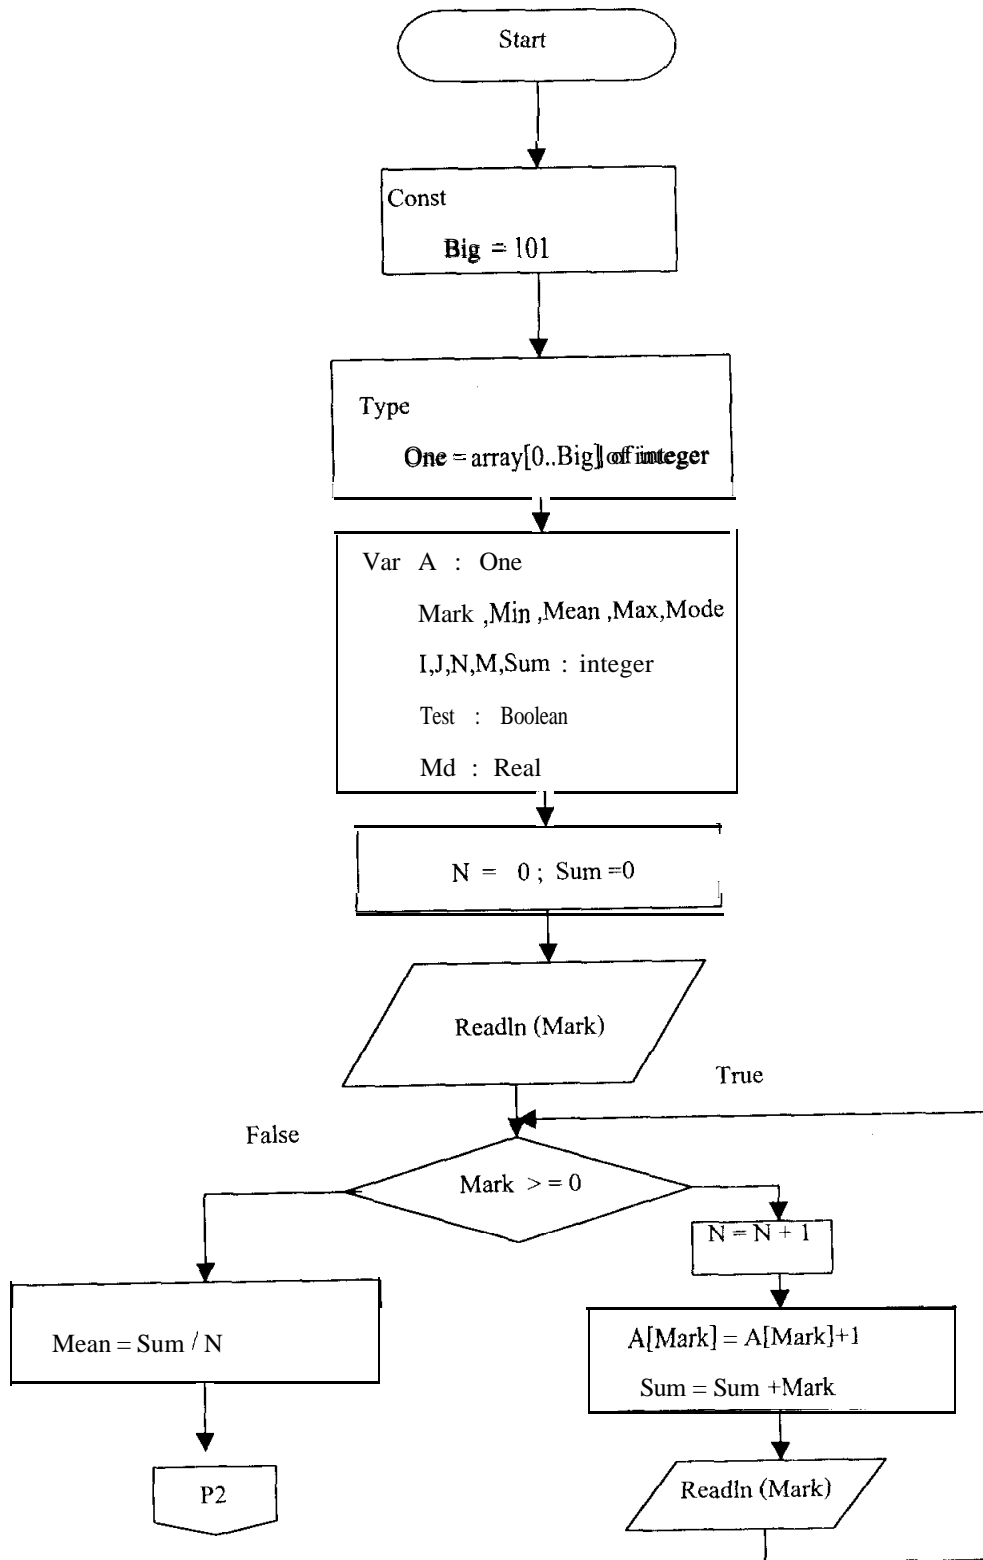 Start
Const
Big = 101
Type
One = array[0..Big] of integer
Var A : One
Mark ,Min ,Mean ,Max,Mode
I,J,N,M,Sum : integer
Test : Boolean
Md : Real
N = 0 ; Sum =0
Readln (Mark)
True
False
Mark > = 0
N = N + 1
Mean = Sum / N
A[Mark] = A[Mark]+1
Sum = Sum +Mark
P2
Readln (Mark)